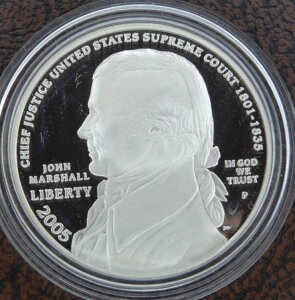 CHIEF JUSTICE UNITED STATES SUPREME COURT 1801-1835
JOHN
MARSHALL
LIBERTY
2005
IN GOD
WE
TRUST
P